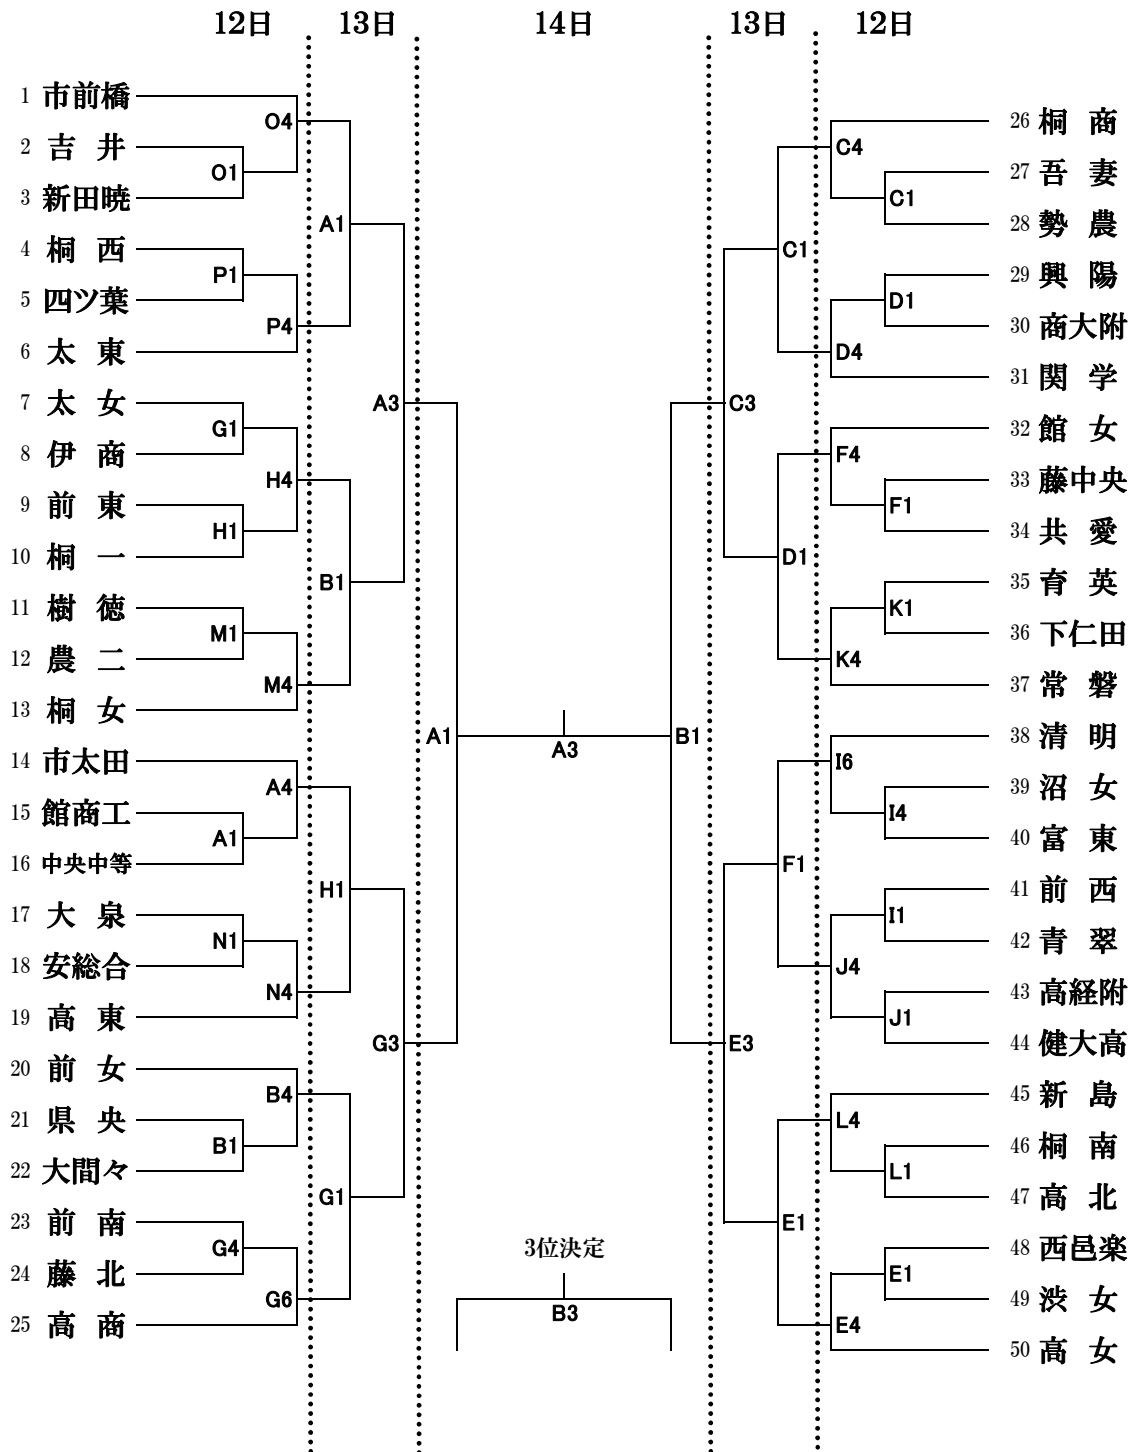 12日 13日 14日 13日 12日
1 市前橋
2 吉 井
3 新田暁
4 桐 西
5 四ツ葉
6 太 東
7 太 女
8 伊 商
9 前 東
10 桐 一
11 樹 徳
12 農 二
13 桐 女
14 市太田
15 館商工
16 中央中等
17 大 泉
18 安総合
19 高 東
20 前 女
21 県 央
22 大間々
23 前 南
24 藤 北
25 高 商
O1
P1
G1
H1
M1
A1
N1
B1
G4
O4
P4
H4
M4
A4
N4
B4
G6
A1
B1
H1
G1
A3
G3
A1
A3
B1
3位決定
B3
C3
E3
C1
D1
F1
E1
C4
D4
F4
K4
I6
J4
L4
E4
C1
D1
F1
K1
I4
I1
J1
L1
E1
26 桐 商
27 吾 妻
28 勢 農
29 興 陽
30 商大附
31 関 学
32 館 女
33 藤中央
34 共 愛
35 育 英
36 下仁田
37 常 磐
38 清 明
39 沼 女
40 富 東
41 前 西
42 青 翠
43 高経附
44 健大高
45 新 島
46 桐 南
47 高 北
48 西邑楽
49 渋 女
50 高 女